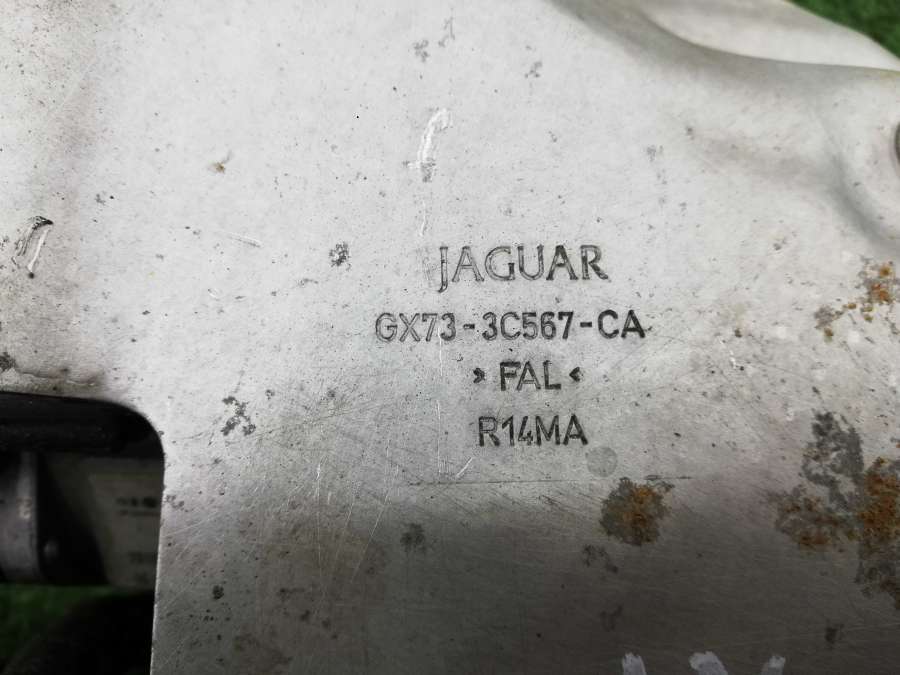 JAGUAR
GX73-3C567-CA
>FAL<
R14MA